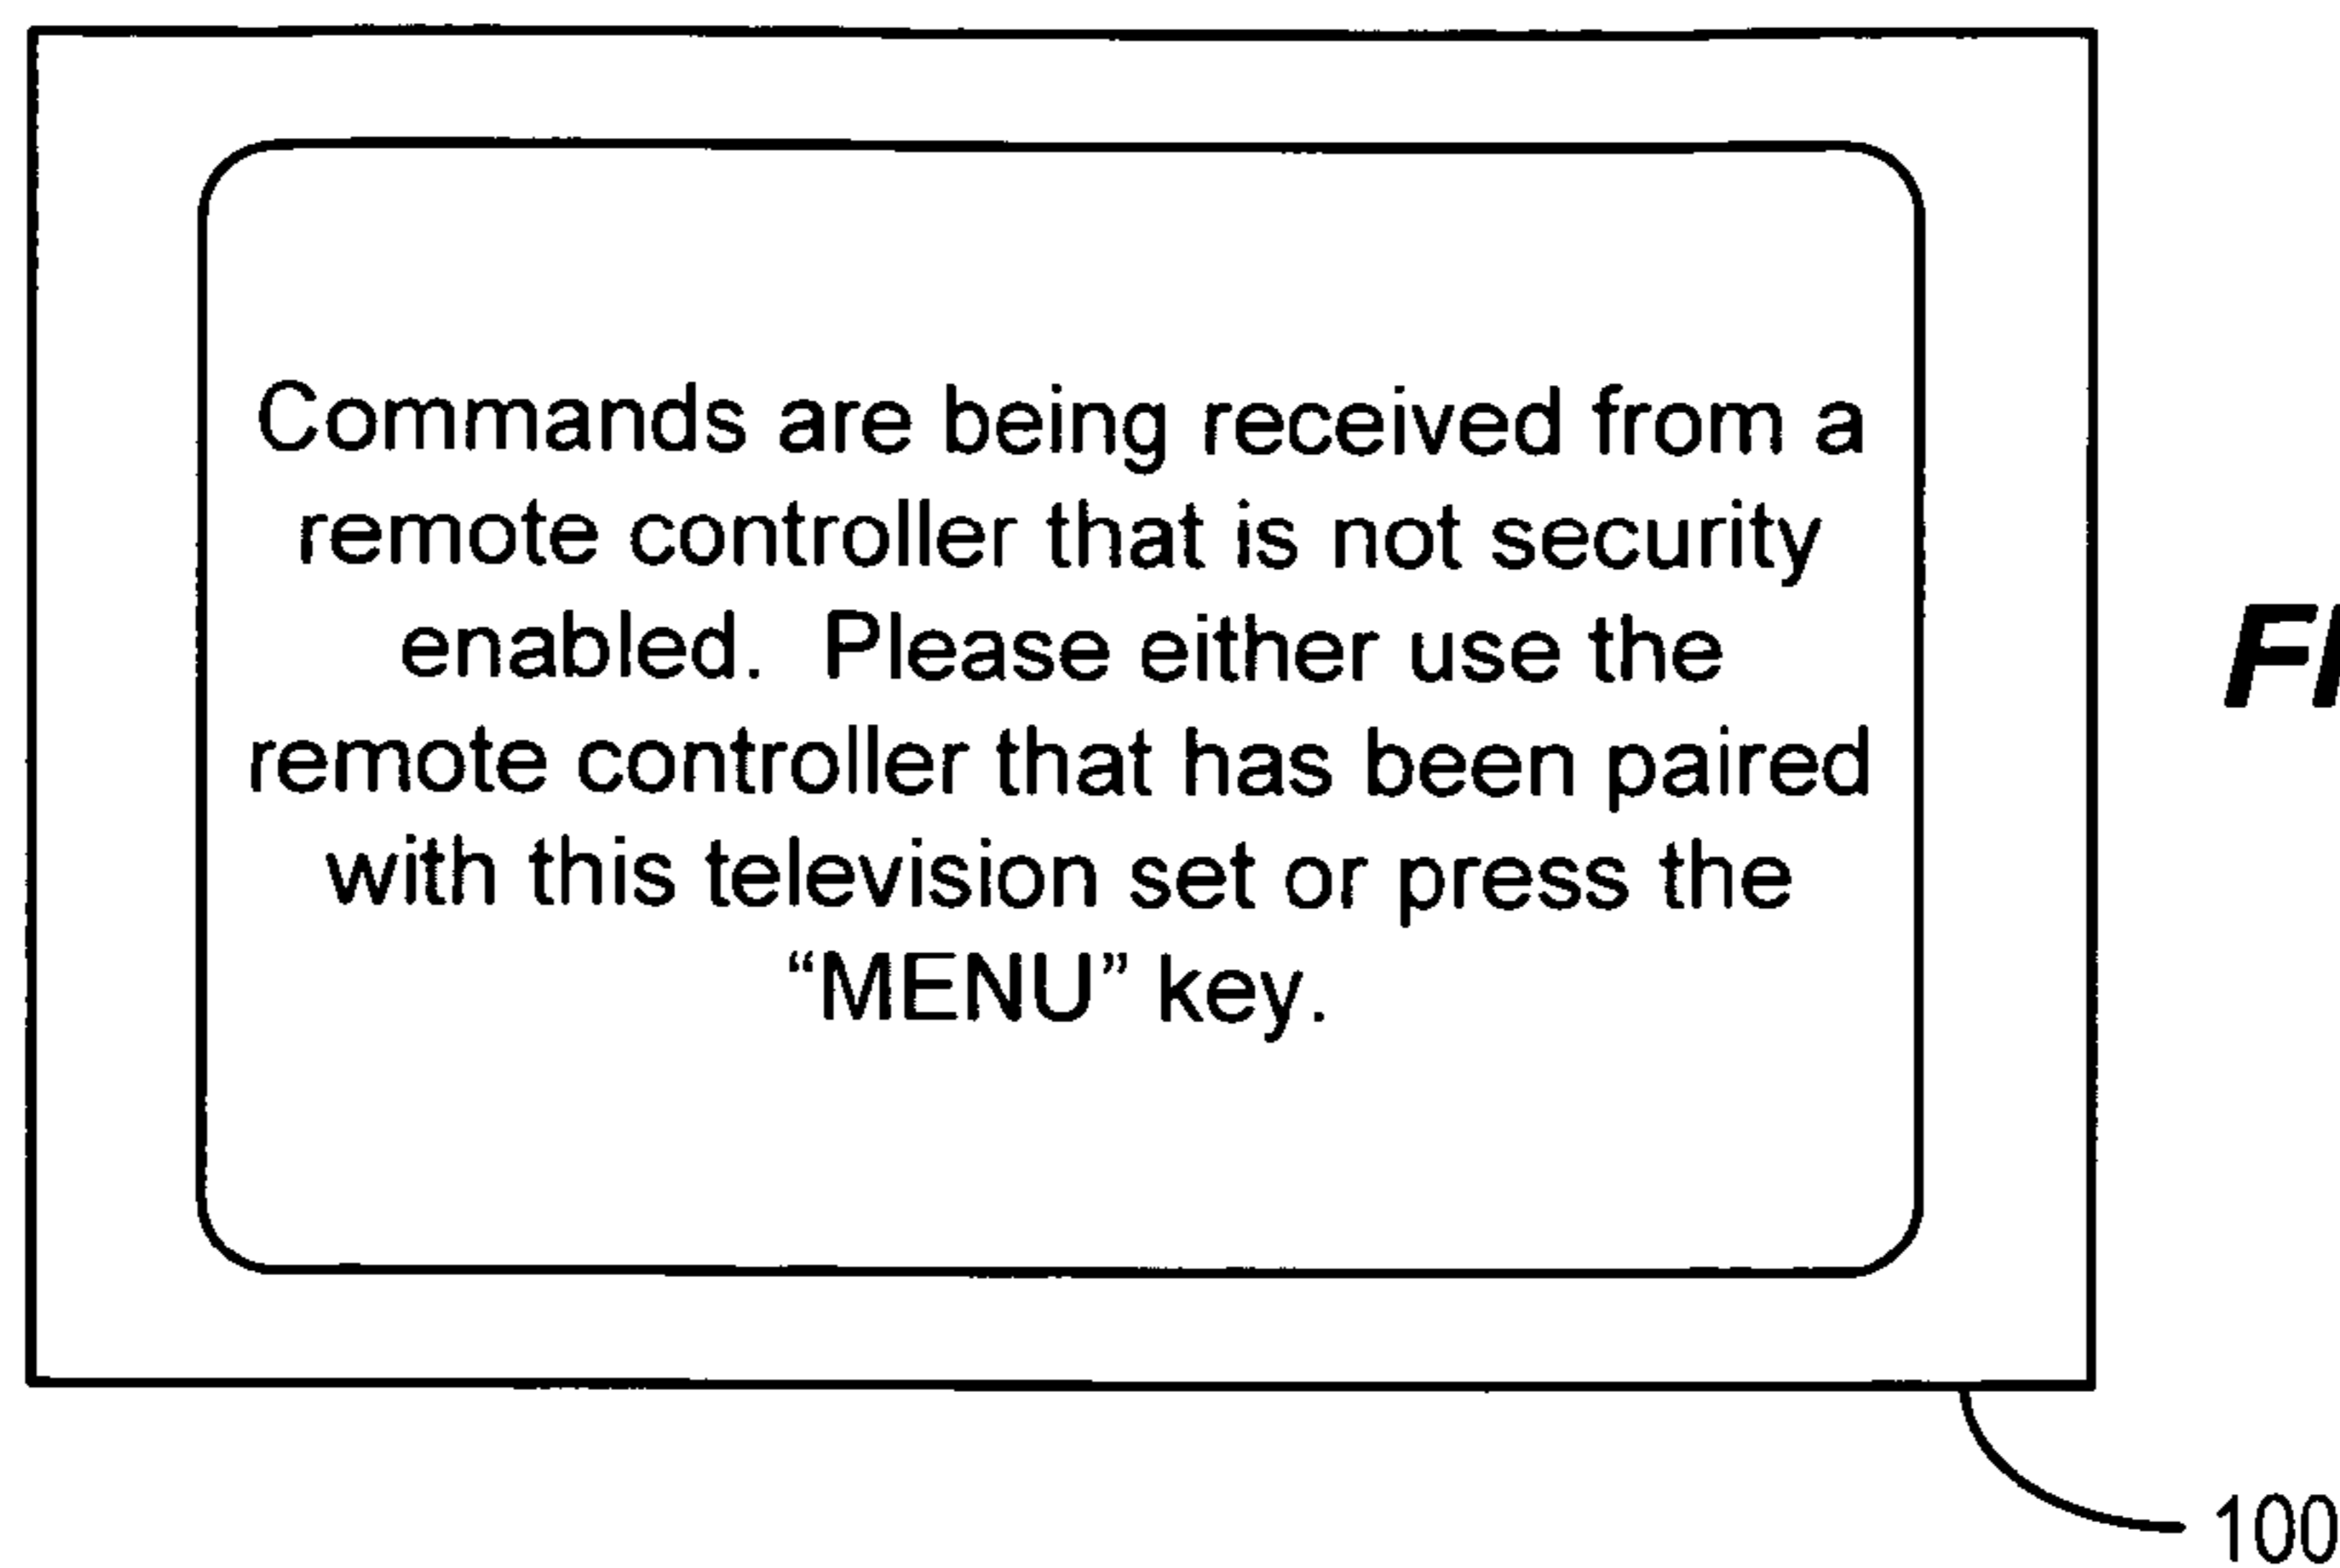 Commands are being received from a
remote controller that is not security
enabled.  Please either use the
remote controller that has been paired
with this television set or press the
“MENU” key.
100